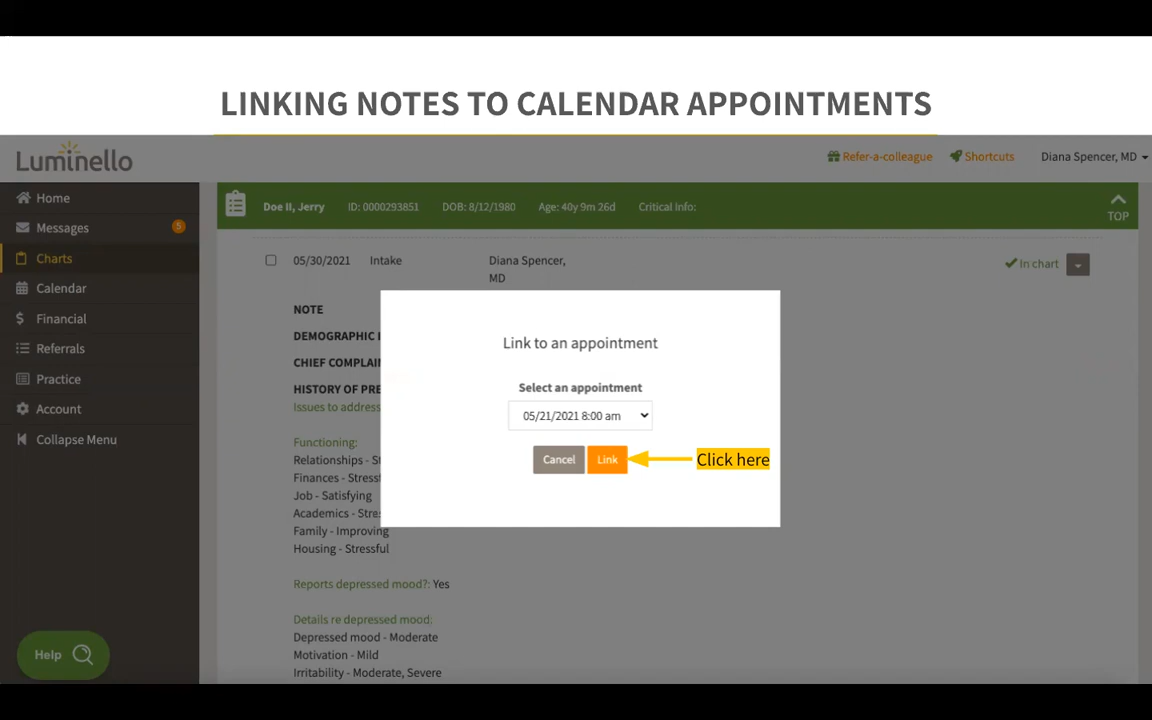 LINKING NOTES TO CALENDAR APPOINTMENTS
Luminello
Refer-a-colleague
Shortcuts
Diana Spencer, MD
Home
Messages
5
Charts
Calendar
Financial
Referrals
Practice
Account
Collapse Menu
Help
Doe II, Jerry ID: 0000293851 DOB: 8/12/1980 Age: 40y 9m 26d Critical Info:
TOP
05/30/2021 Intake Diana Spencer,
MD
In chart
NOTE
DEMOGRAPHIC
CHIEF
HISTORY OF
Issues to address
Functioning:
Relationships -
Finances -
Job - Satisfying
Academics -
Family - Improving
Housing - Stressful
Reports depressed mood?: Yes
Details re depressed mood:
Depressed mood - Moderate
Motivation - Mild
Irritability - Moderate, Severe
Link to an appointment
Select an appointment
05/21/2021 8:00 am
Cancel
Link
Click here